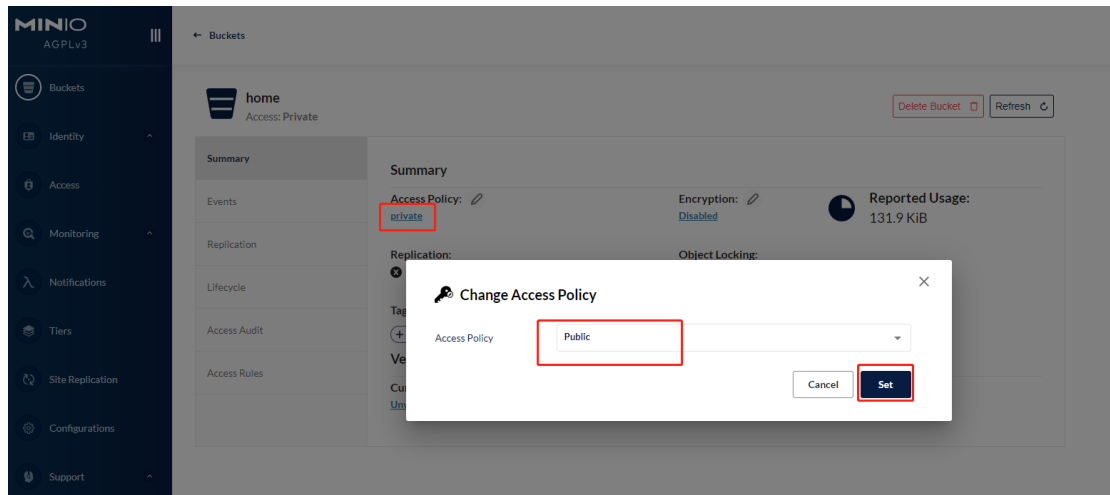 MINIO
AGPLv3
← Buckets
Buckets
Identity
Access
Monitoring
Notifications
Tiers
Site Replication
Configurations
Support
home
Access: Private
Delete Bucket
Refresh
Summary
Events
Replication
Lifecycle
Access Audit
Access Rules
Summary
Access Policy:
private
Encryption:
Disabled
Reported Usage:
131.9 KiB
Replication:
Object Locking:
Change Access Policy
Access Policy
Public
Cancel
Set